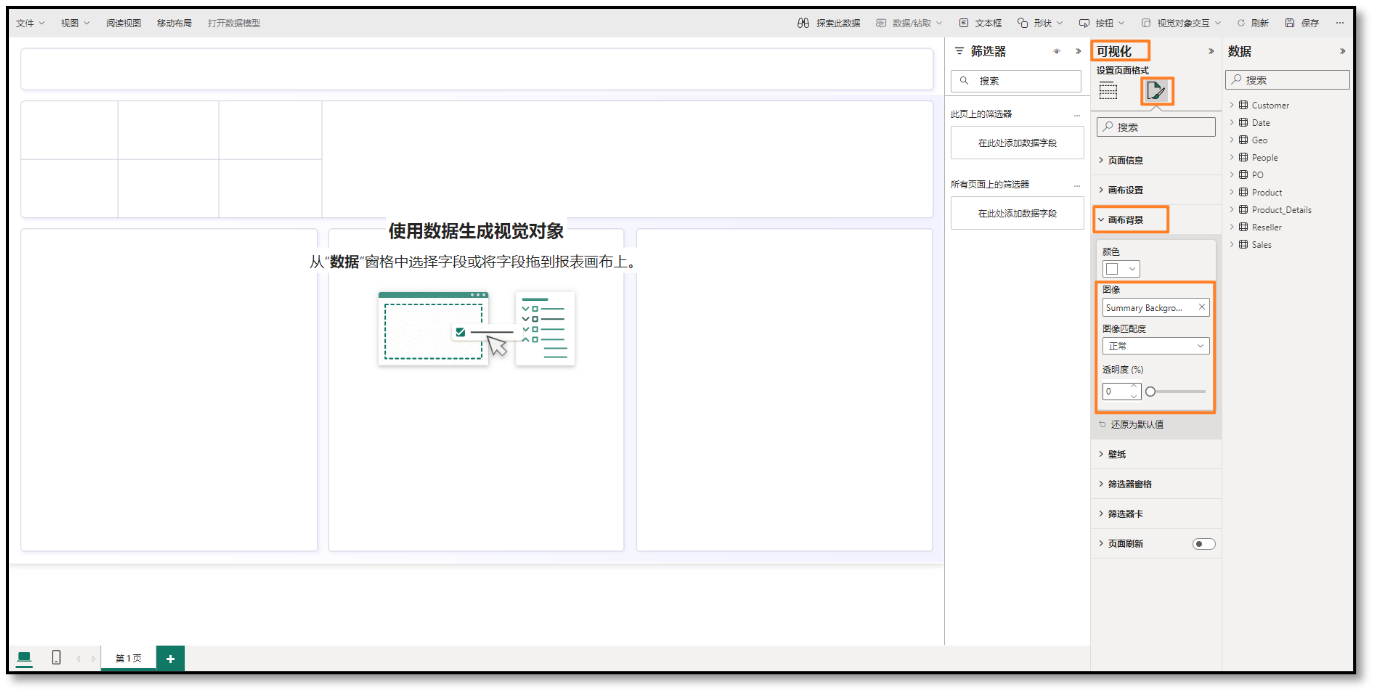 文件
视图
阅读视图
移动布局
打开数据模型
探索此数据
数据/钻取
文本框
形状
按钮
视觉对象交互
刷新
保存
...
使用数据生成视觉对象
从“数据”窗格中选择字段或将字段拖到报表画布上。
筛选器
搜索
此页上的筛选器
...
在此处添加数据字段
所有页面上的筛选器
...
在此处添加数据字段
可视化
设置页面格式
搜索
页面信息
画布设置
画布背景
颜色
图像
Summary Backgro...
图像匹配度
正常
透明度 (%)
0
还原为默认值
壁纸
筛选器窗格
筛选器卡
页面刷新
数据
搜索
Customer
Date
Geo
People
PO
Product
Product_Details
Reseller
Sales
第 1 页